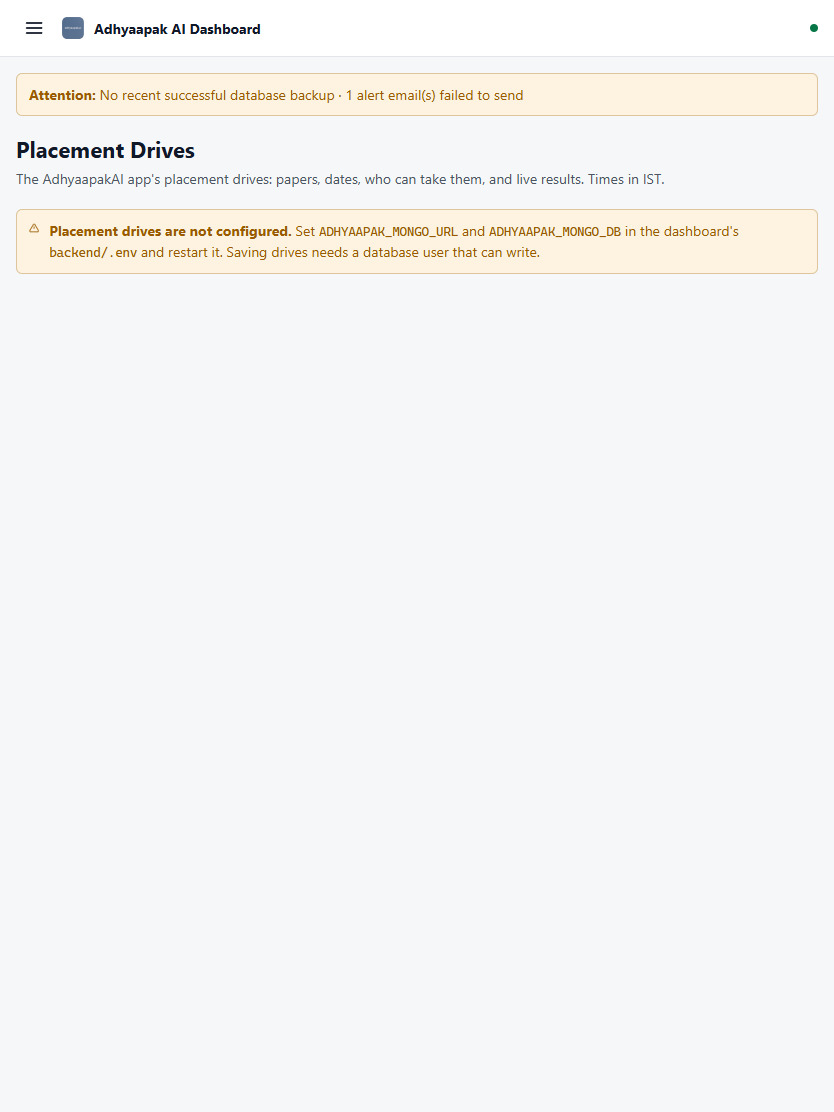 Adhyaapak AI Dashboard
Attention: No recent successful database backup · 1 alert email(s) failed to send
Placement Drives
The AdhyaapakAI app's placement drives: papers, dates, who can take them, and live results. Times in IST.
Placement drives are not configured. Set ADHYAAPAK_MONGO_URL and ADHYAAPAK_MONGO_DB in the dashboard's
backend/.env and restart it. Saving drives needs a database user that can write.